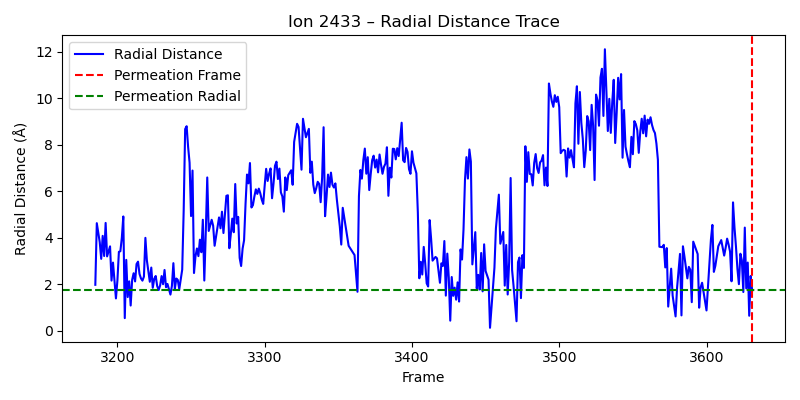 Ion 2433 – Radial Distance Trace
Radial Distance
Permeation Frame
Permeation Radial
Radial Distance (Å)
12
10
8
6
4
2
0
3200 3300 3400 3500 3600
Frame